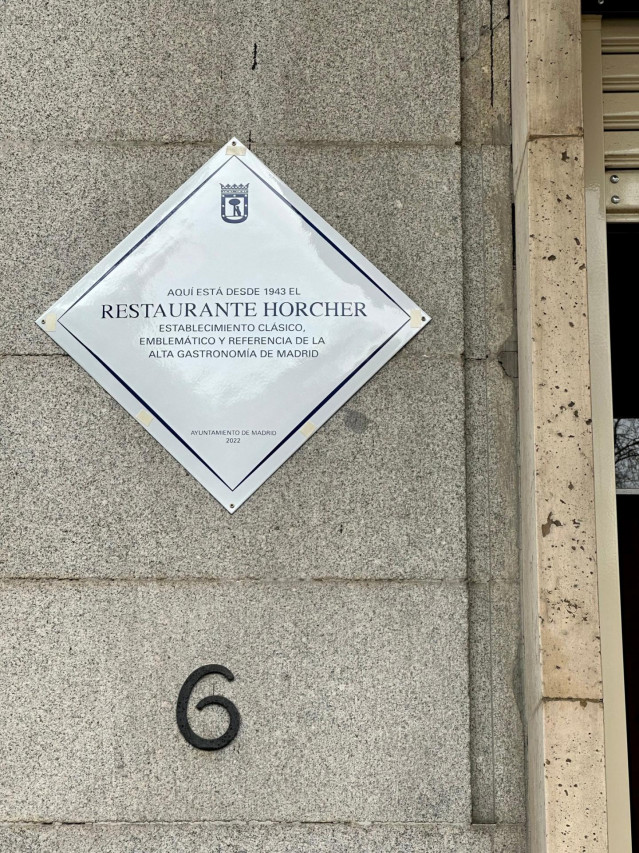 AQUÍ ESTÁ DESDE 1943 EL
RESTAURANTE HORCHER
ESTABLECIMIENTO CLÁSICO,
EMBLEMÁTICO Y REFERENCIA DE LA
ALTA GASTRONOMÍA DE MADRID
AYUNTAMIENTO DE MADRID
2022
6